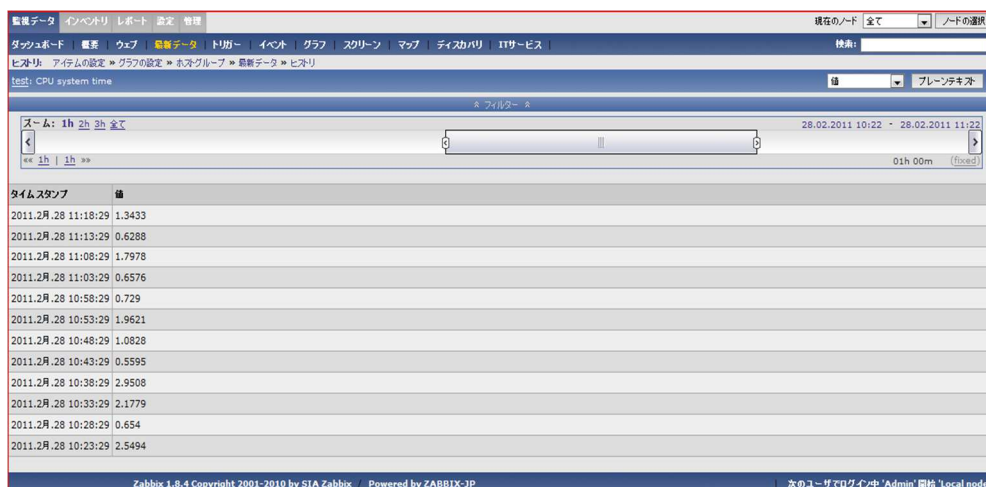 監視データ インベントリ レポート 設定 管理 現在のノード 全て ノードの選択
ダッシュボード | 概要 | ウェブ | 最新データ | トリガー | イベント | グラフ | スクリーン | マップ | ディスカバリ | ITサービス | 検索:
ヒストリ: アイテムの設定 » グラフの設定 » ホストグループ » 最新データ » ヒストリ
test: CPU system time 値 プレーンテキスト
フィルター
ズーム: 1h 2h 3h 全て 28.02.2011 10:22 - 28.02.2011 11:22
«« 1h | 1h »» 01h 00m (fixed)
タイムスタンプ 値
2011.2月.28 11:18:29 1.3433
2011.2月.28 11:13:29 0.6288
2011.2月.28 11:08:29 1.7978
2011.2月.28 11:03:29 0.6576
2011.2月.28 10:58:29 0.729
2011.2月.28 10:53:29 1.9621
2011.2月.28 10:48:29 1.0828
2011.2月.28 10:43:29 0.5595
2011.2月.28 10:38:29 2.9508
2011.2月.28 10:33:29 2.1779
2011.2月.28 10:28:29 0.654
2011.2月.28 10:23:29 2.5494
Zabbix 1.8.4 Copyright 2001-2010 by SIA Zabbix / Powered by ZABBIX-JP | 次のユーザでログイン中 'Admin' 開始 'Local node